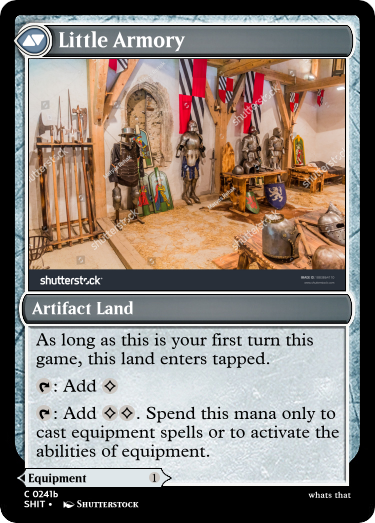 Little Armory
shutterstock
Artifact Land
As long as this is your first turn this
game, this land enters tapped.
: Add
: Add . Spend this mana only to
cast equipment spells or to activate the
abilities of equipment.
Equipment 1
C 0241b
SHIT • Shutterstock
whats that